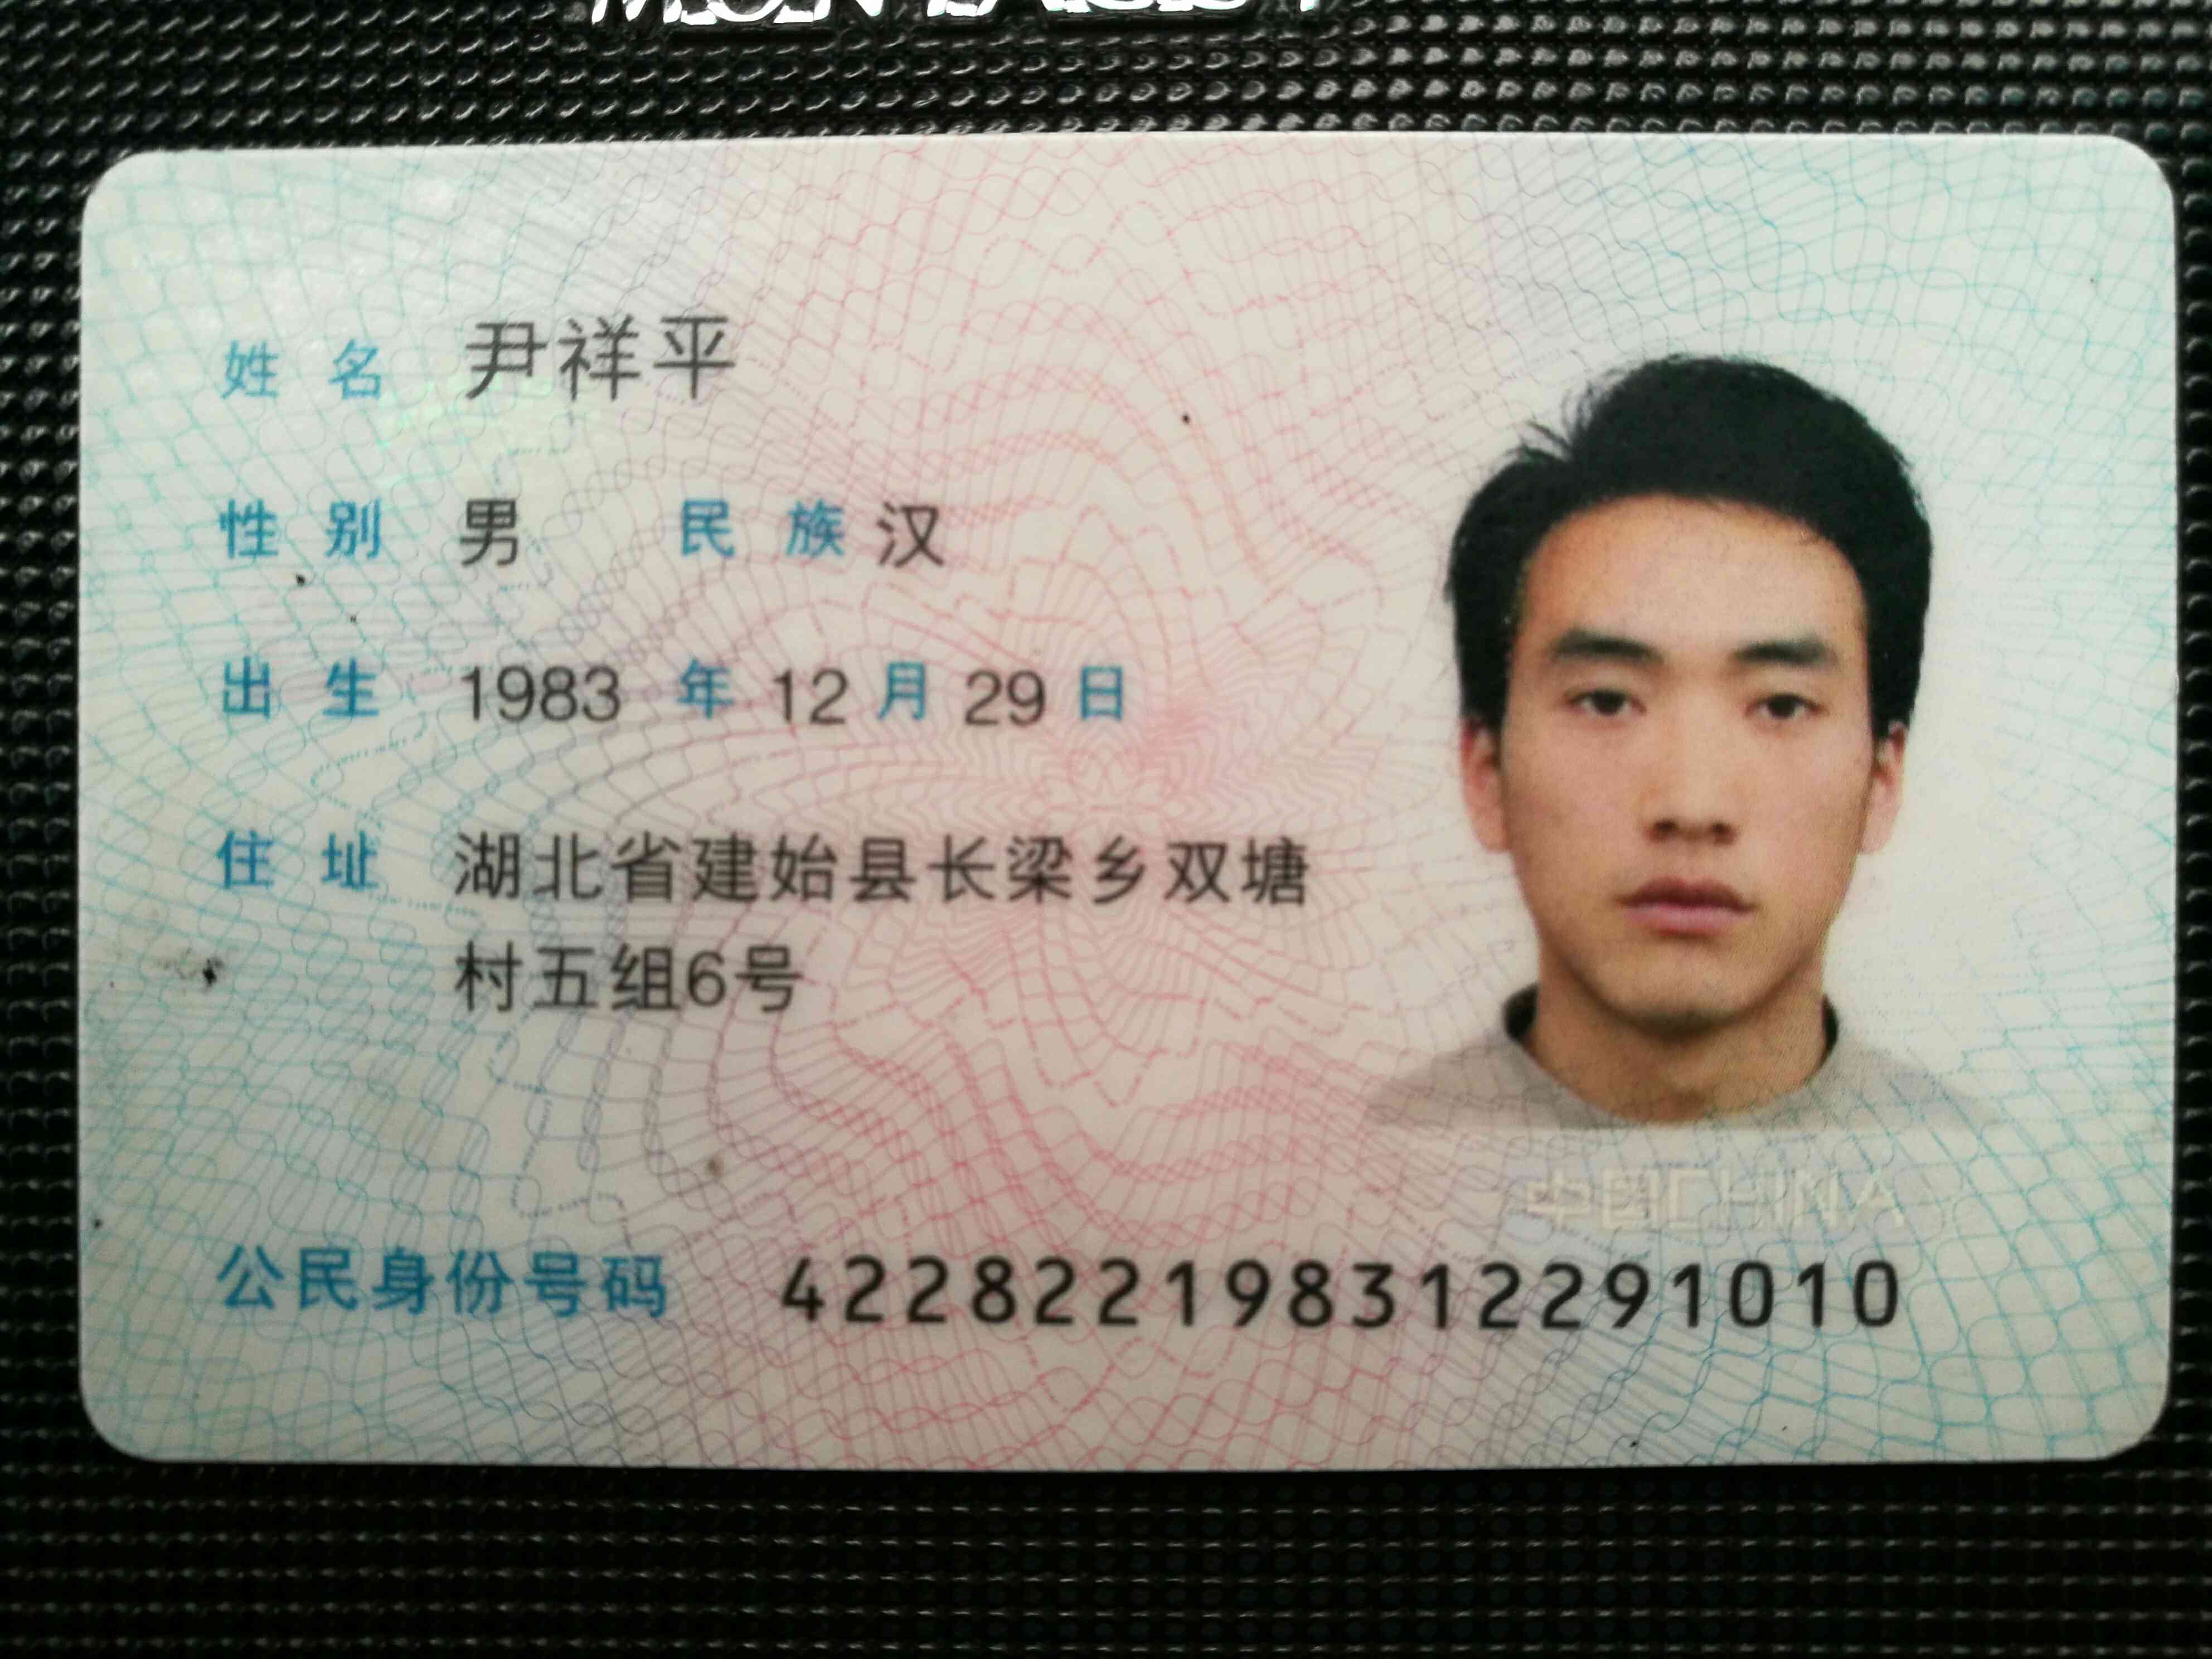 姓名 尹祥平
性别 男 民族 汉
出生 1983 年 12 月 29 日
住址 湖北省建始县长梁乡双塘
村五组6号
中国CHINA
公民身份号码 422822198312291010